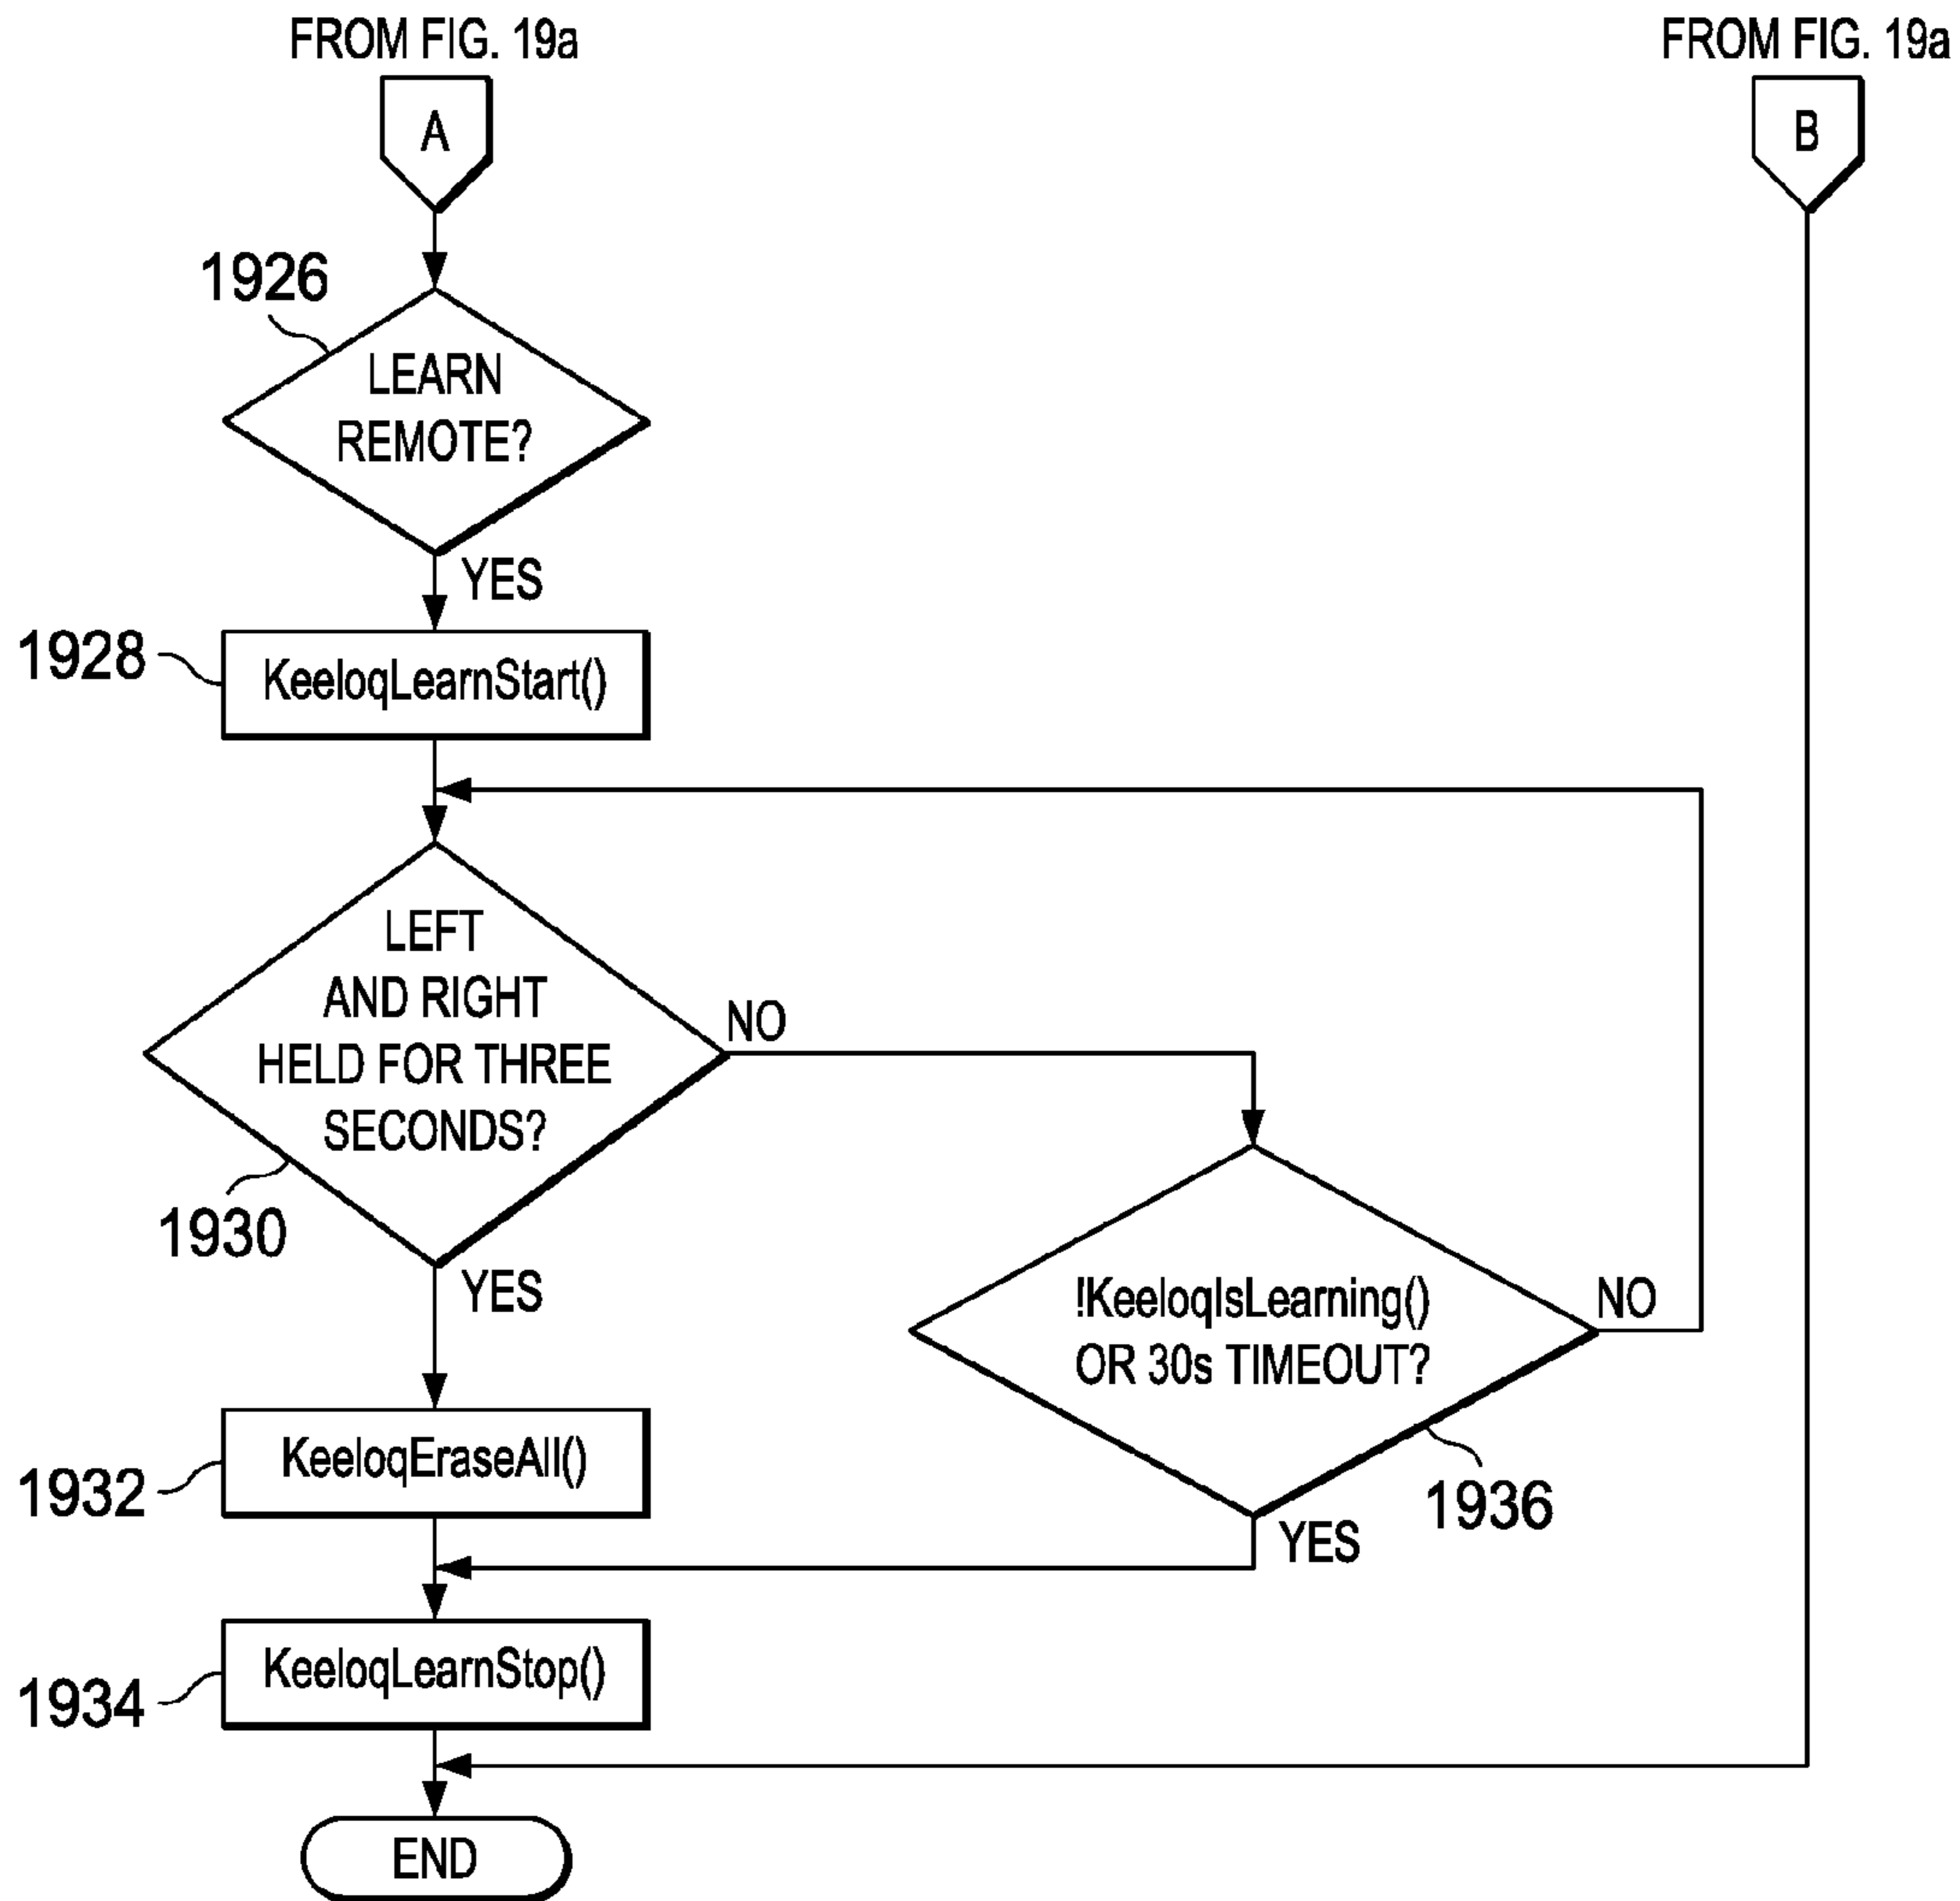 FROM FIG. 19a
FROM FIG. 19a
A
B
1926
LEARN
REMOTE?
YES
1928
KeeloqLearnStart()
LEFT
AND RIGHT
HELD FOR THREE
SECONDS?
NO
1930
YES
!KeeloqIsLearning()
OR 30s TIMEOUT?
NO
1932
KeeloqEraseAll()
1936
YES
1934
KeeloqLearnStop()
END